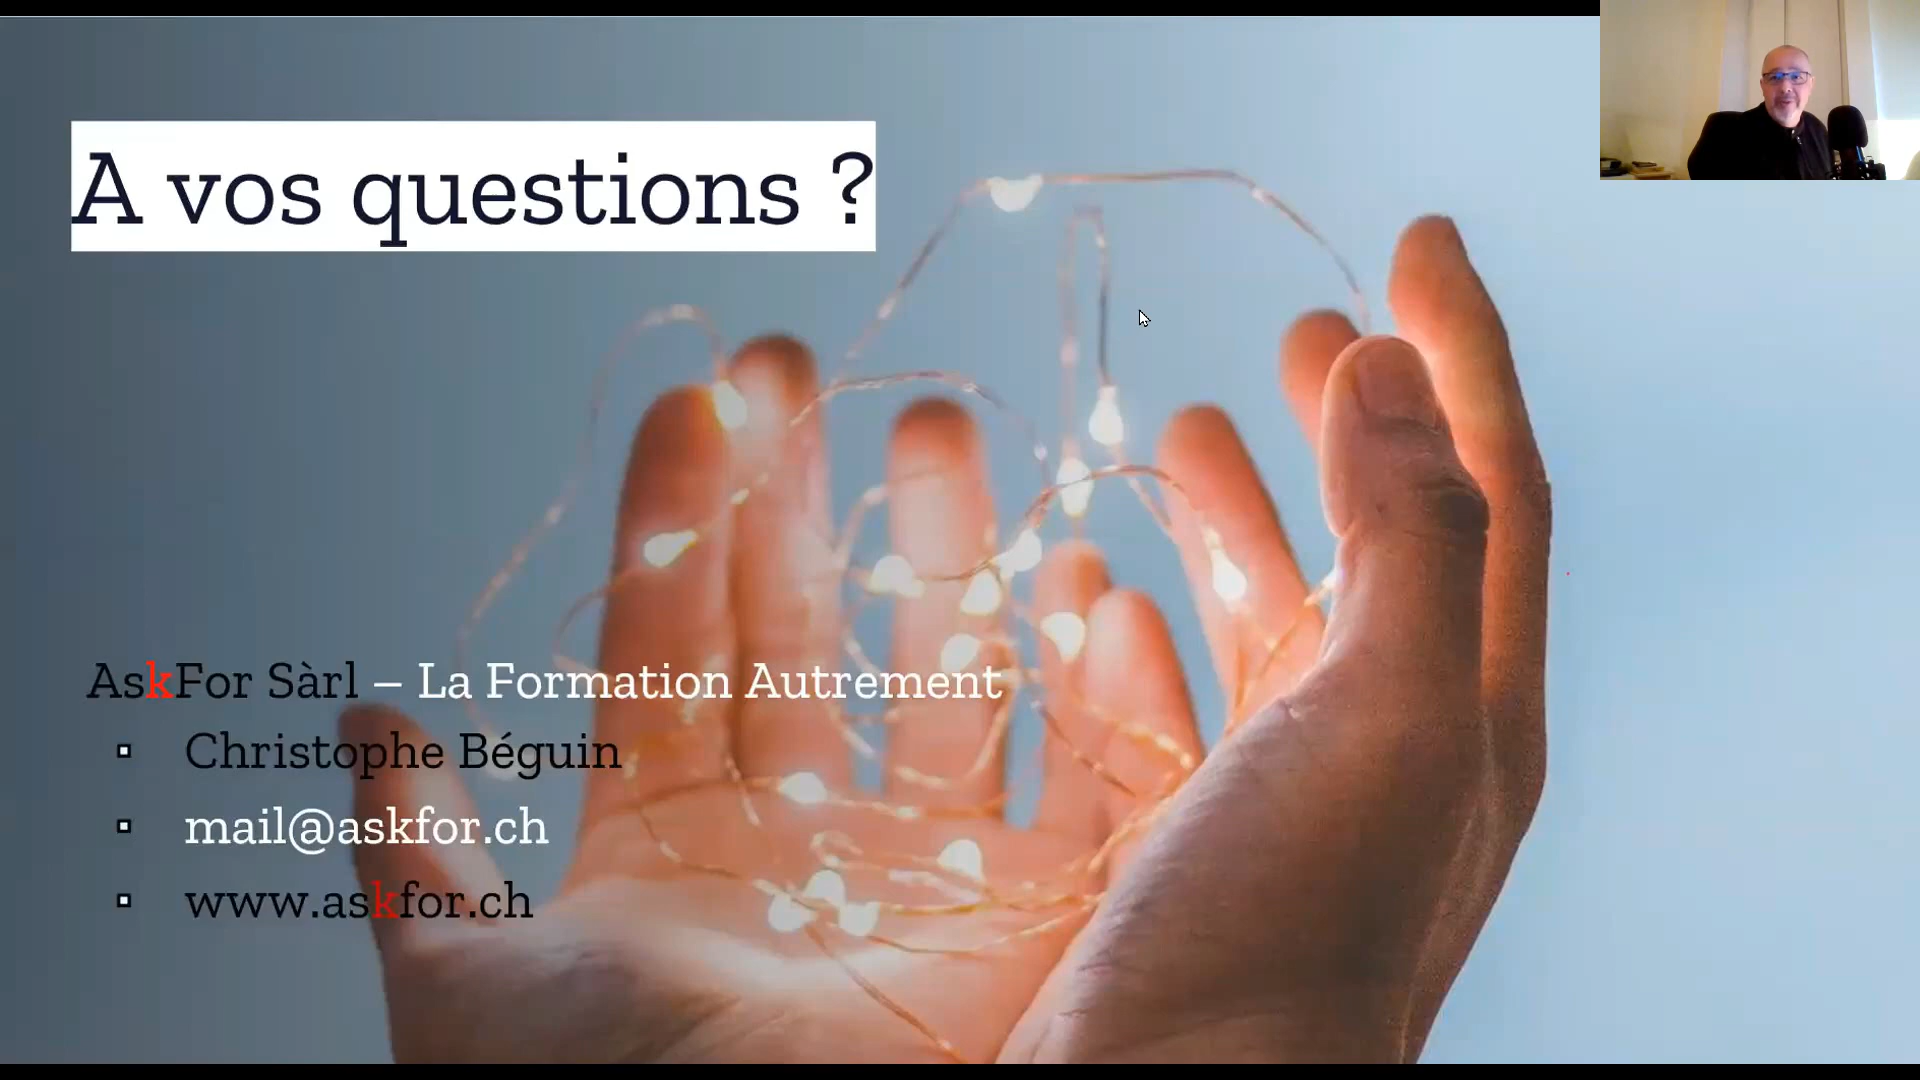 A vos questions ?
AskFor Sàrl – La Formation Autrement
Christophe Béguin
mail@askfor.ch
www.askfor.ch